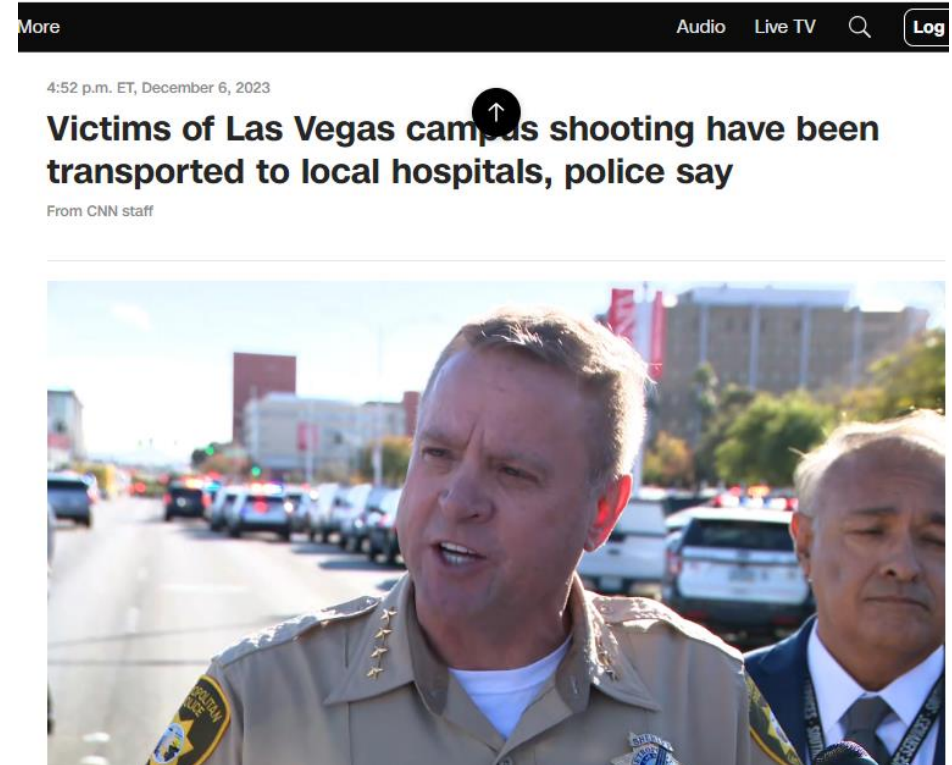 More
Audio Live TV Log
4:52 p.m. ET, December 6, 2023
Victims of Las Vegas campus shooting have been
transported to local hospitals, police say
From CNN staff
SHERIFF